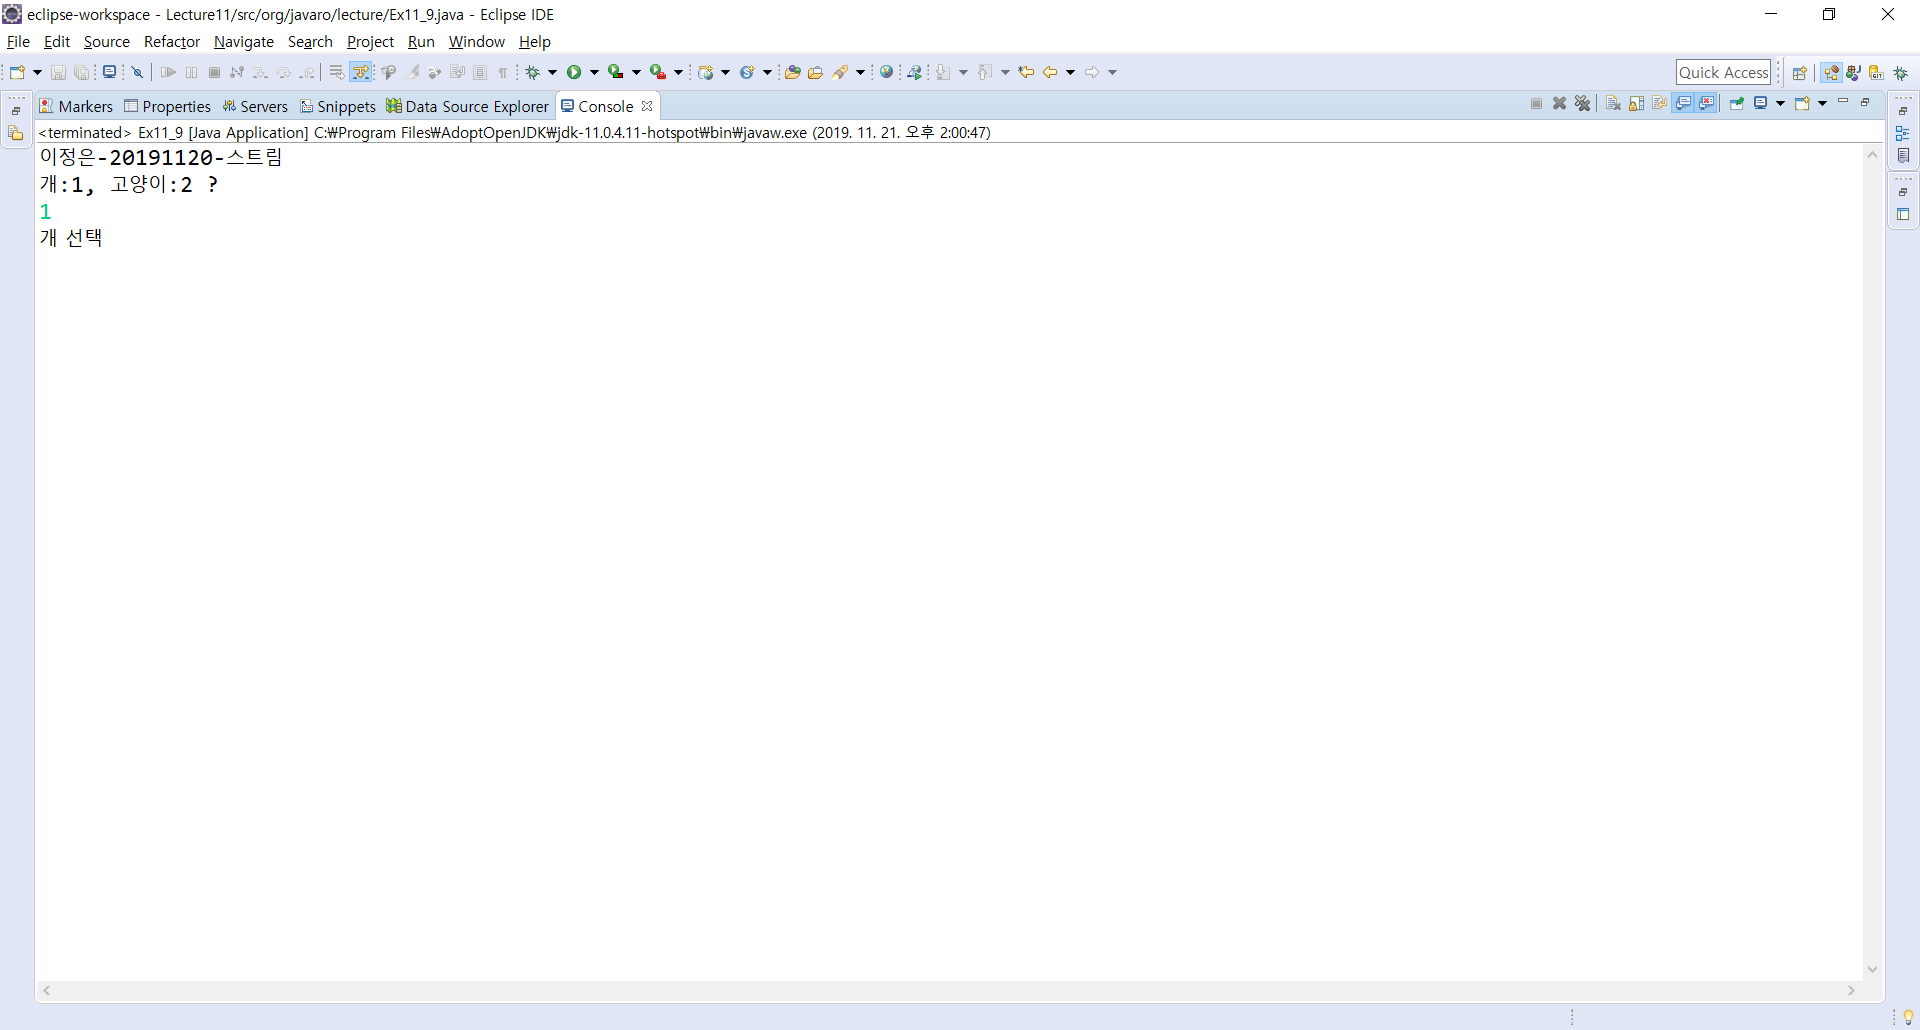 eclipse-workspace - Lecture11/src/org/javaro/lecture/Ex11_9.java - Eclipse IDE
File Edit Source Refactor Navigate Search Project Run Window Help
Quick Access
Markers Properties Servers Snippets Data Source Explorer Console
<terminated> Ex11_9 [Java Application] C:₩Program Files₩AdoptOpenJDK₩jdk-11.0.4.11-hotspot₩bin₩javaw.exe (2019. 11. 21. 오후 2:00:47)
이정은-20191120-스트림
개:1, 고양이:2 ?
1
개 선택